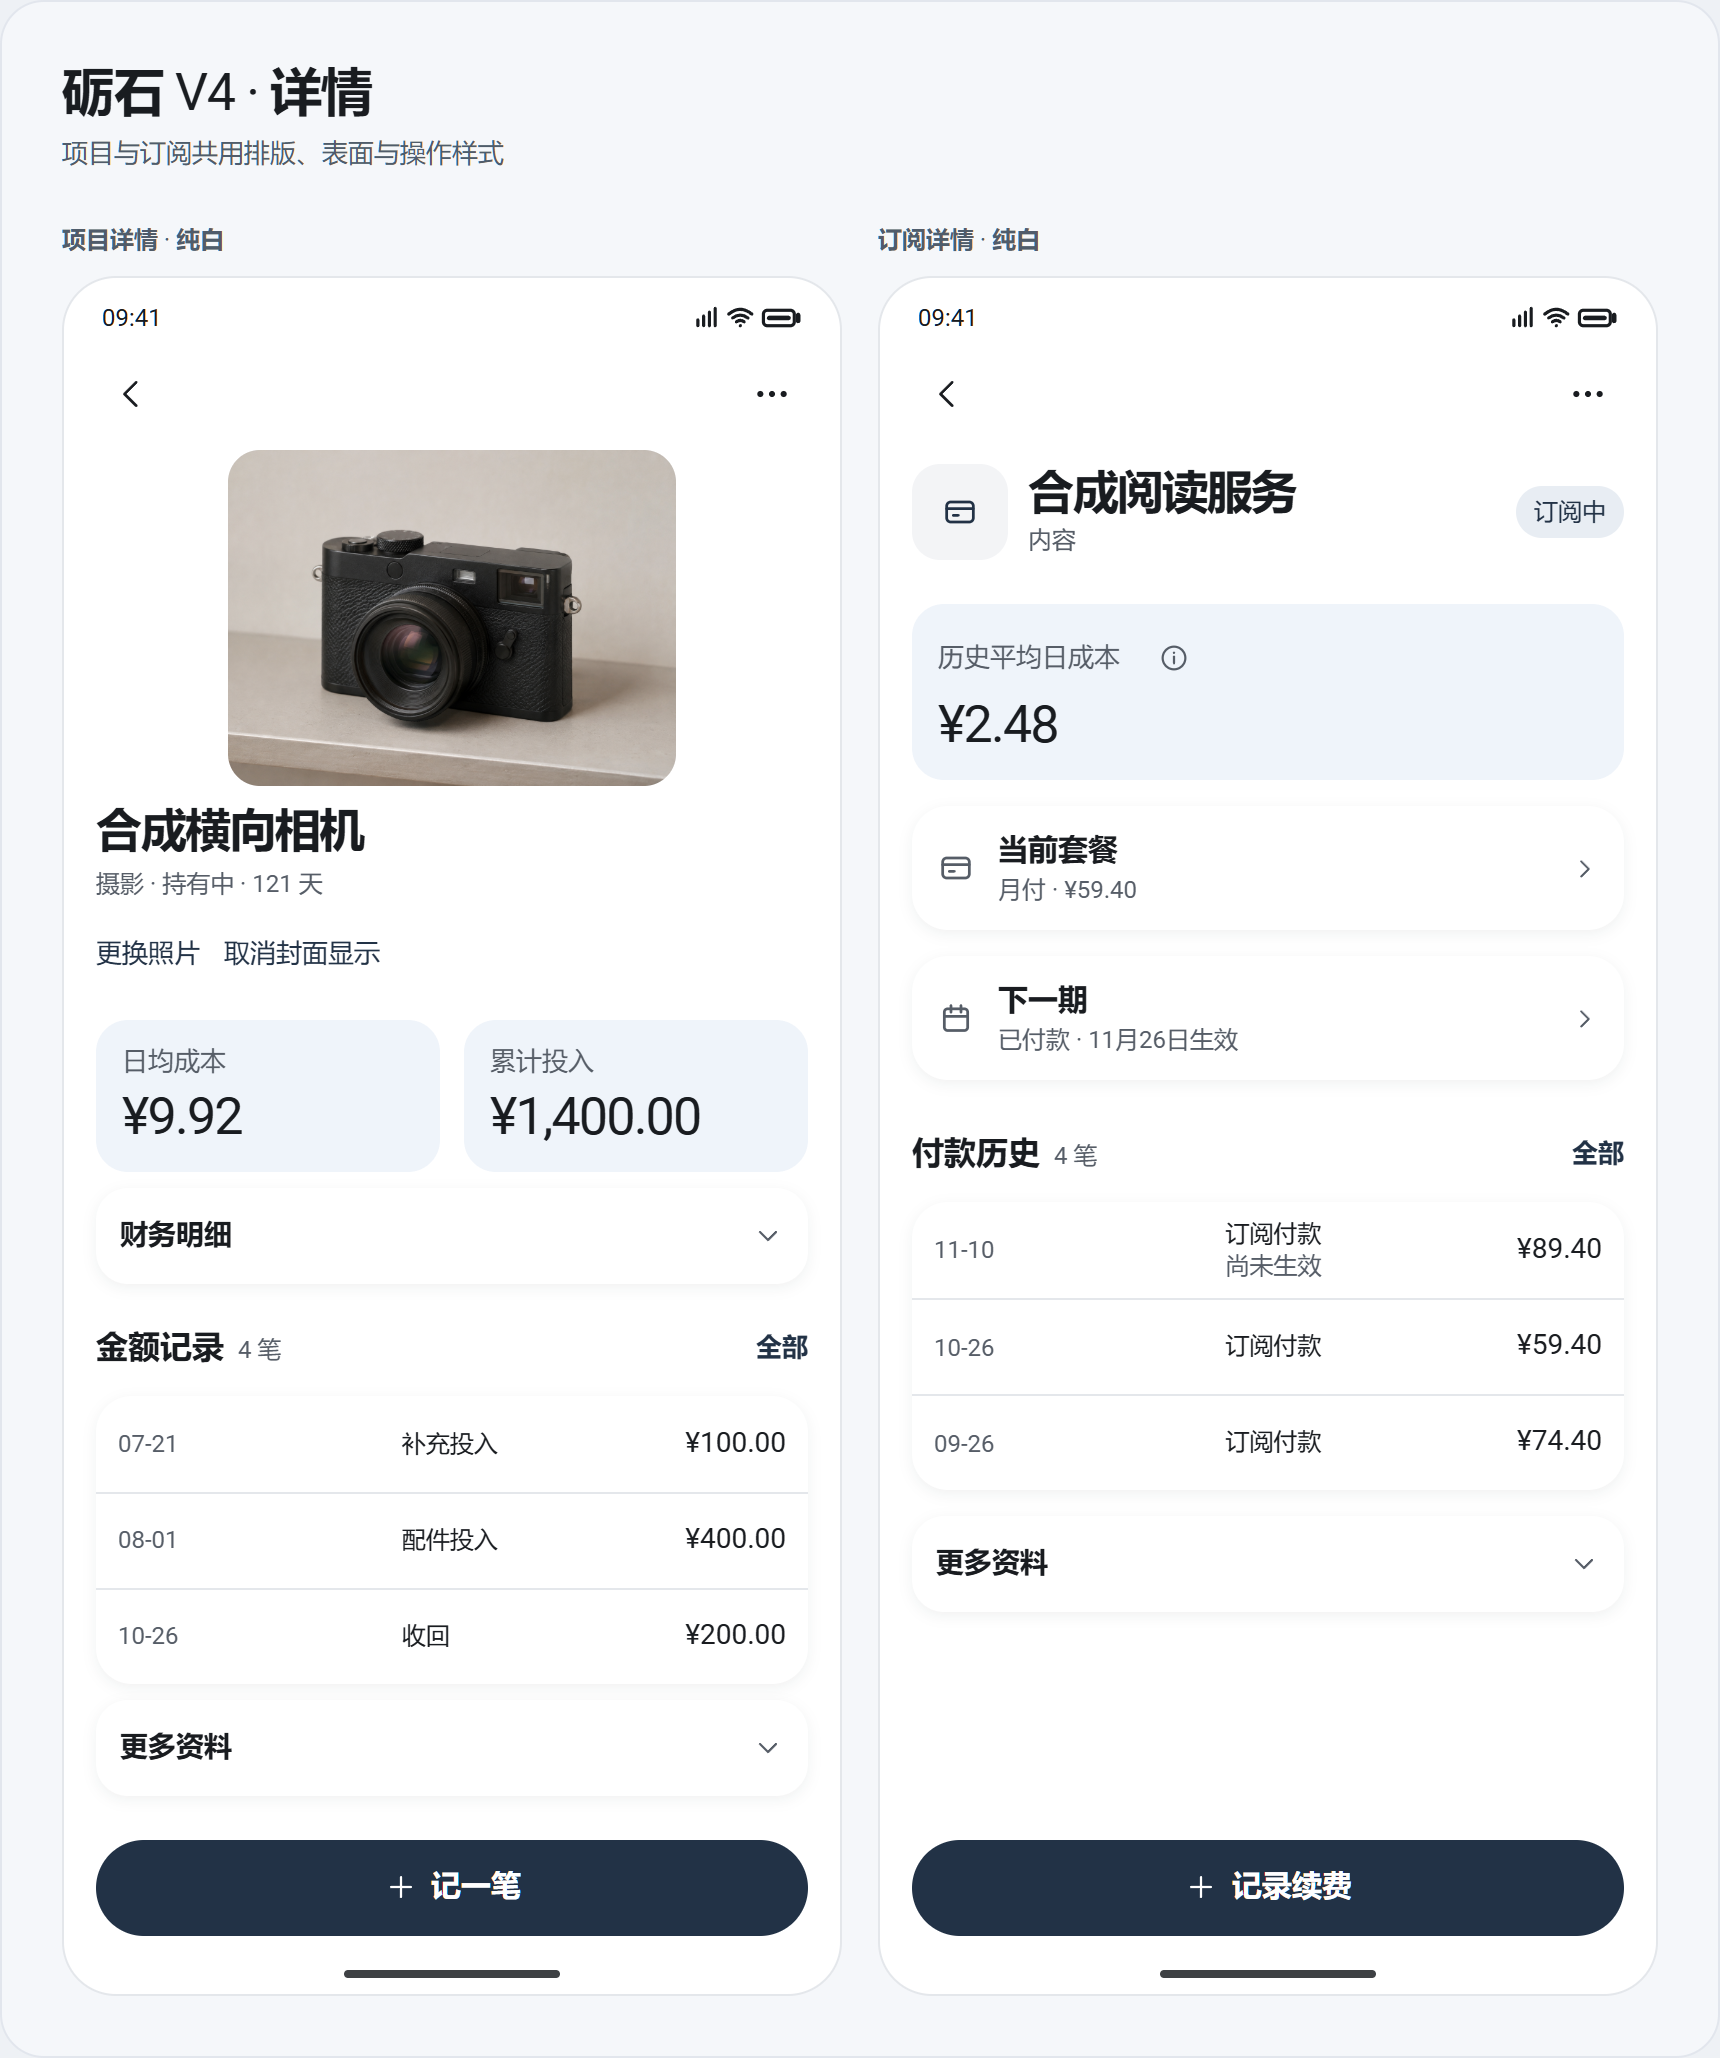 砺石 V4 · 详情
项目与订阅共用排版、表面与操作样式
项目详情 · 纯白
09:41
合成横向相机
摄影 · 持有中 · 121 天
更换照片 取消封面显示
日均成本 累计投入
¥9.92 ¥1,400.00
财务明细
金额记录 4 笔 全部
07-21 补充投入 ¥100.00
08-01 配件投入 ¥400.00
10-26 收回 ¥200.00
更多资料
记一笔
订阅详情 · 纯白
09:41
合成阅读服务
内容
订阅中
历史平均日成本
¥2.48
当前套餐
月付 · ¥59.40
下一期
已付款 · 11月26日生效
付款历史 4 笔 全部
11-10 订阅付款 ¥89.40
尚未生效
10-26 订阅付款 ¥59.40
09-26 订阅付款 ¥74.40
更多资料
记录续费